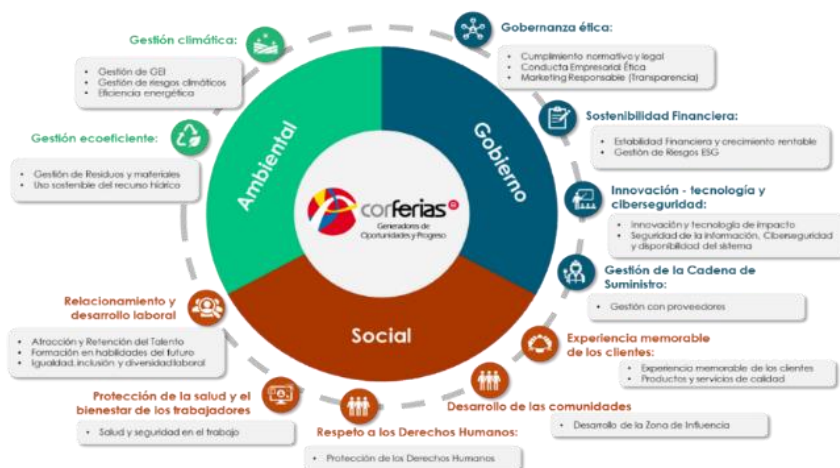 Gestión climática:
• Gestión de GEI
• Gestión de riesgos climáticos
• Eficiencia energética
Gestión ecoeficiente:
• Gestión de Residuos y materiales
• Uso sostenible del recurso hídrico
Gobernanza ética:
• Cumplimiento normativo y legal
• Conducta Empresarial Ética
• Marketing Responsable (Transparencia)
Sostenibilidad Financiera:
• Estabilidad Financiera y crecimiento rentable
• Gestión de Riesgos ESG
Innovación - tecnología y
ciberseguridad:
• Innovación y tecnología de impacto
• Seguridad de la información, Ciberseguridad
y disponibilidad del sistema
Gestión de la Cadena de
Suministro:
• Gestión con proveedores
Ambiental
Gobierno
Social
corferias®
Generadores de
Oportunidades y Progreso
Relacionamiento y
desarrollo laboral
• Atracción y Retención del Talento
• Formación en habilidades del futuro
• Igualdad, inclusión y diversidad laboral
Experiencia memorable
de los clientes:
• Experiencia memorable de los clientes
• Productos y servicios de calidad
Protección de la salud y el
bienestar de los trabajadores
• Salud y seguridad en el trabajo
Respeto a los Derechos Humanos:
• Protección de los Derechos Humanos
Desarrollo de las comunidades
• Desarrollo de la Zona de Influencia